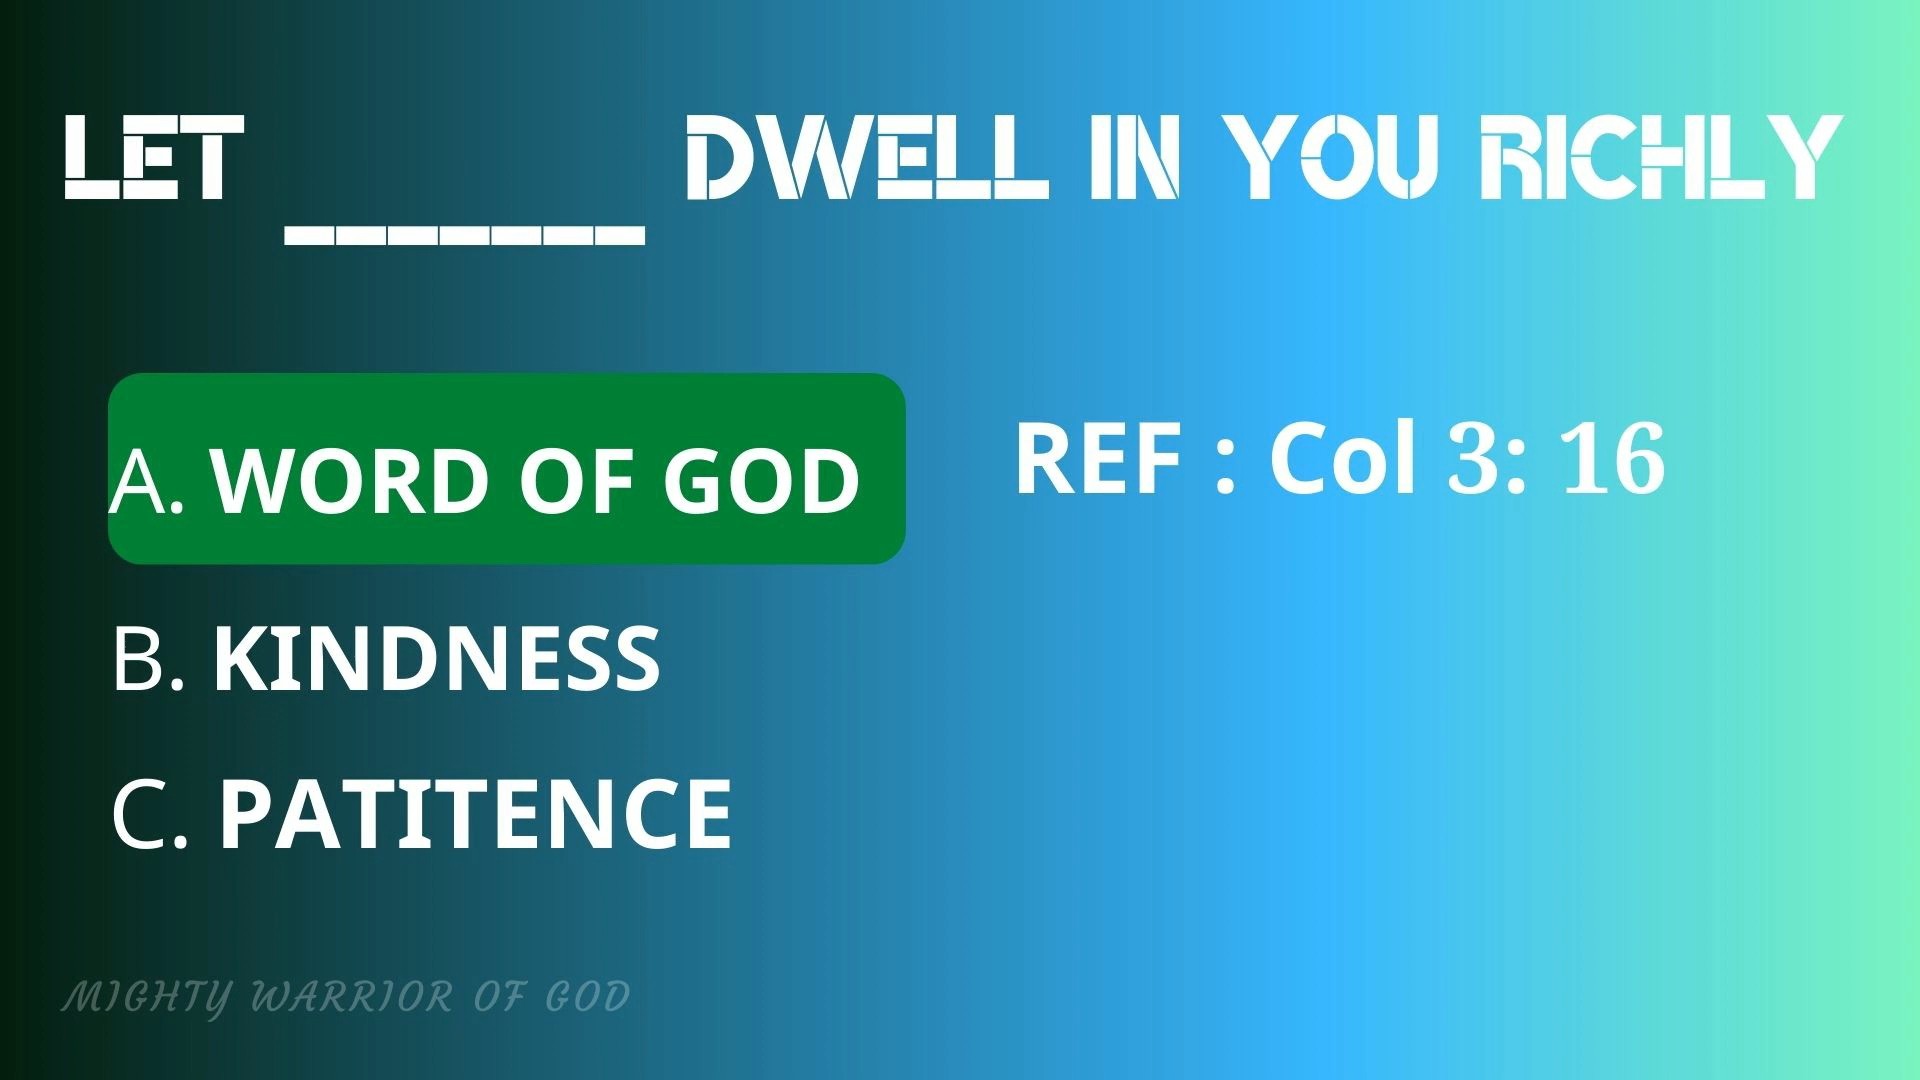 LET _______ DWELL IN YOU RICHLY
A. WORD OF GOD
REF : Col 3: 16
B. KINDNESS
C. PATITENCE
MIGHTY WARRIOR OF GOD